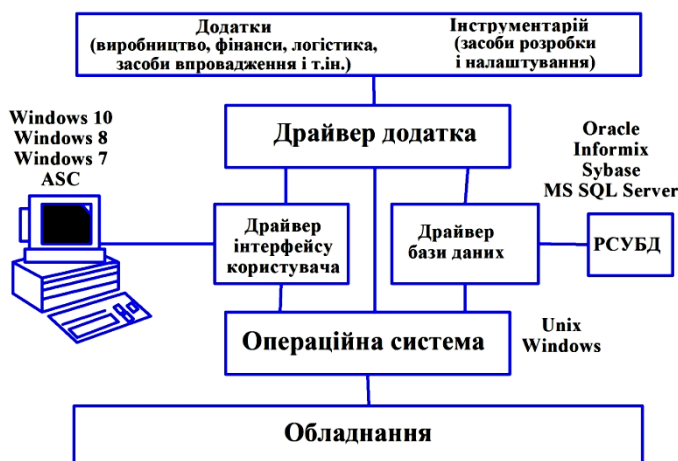 Додатки
(виробництво, фінанси, логістика,
засоби впровадження і т.ін.)
Інструментарій
(засоби розробки
і налаштування)
Windows 10
Windows 8
Windows 7
ASC
Драйвер додатка
Oracle
Informix
Sybase
MS SQL Server
Драйвер
інтерфейсу
користувача
Драйвер
бази даних
РСУБД
Операційна система
Unix
Windows
Обладнання